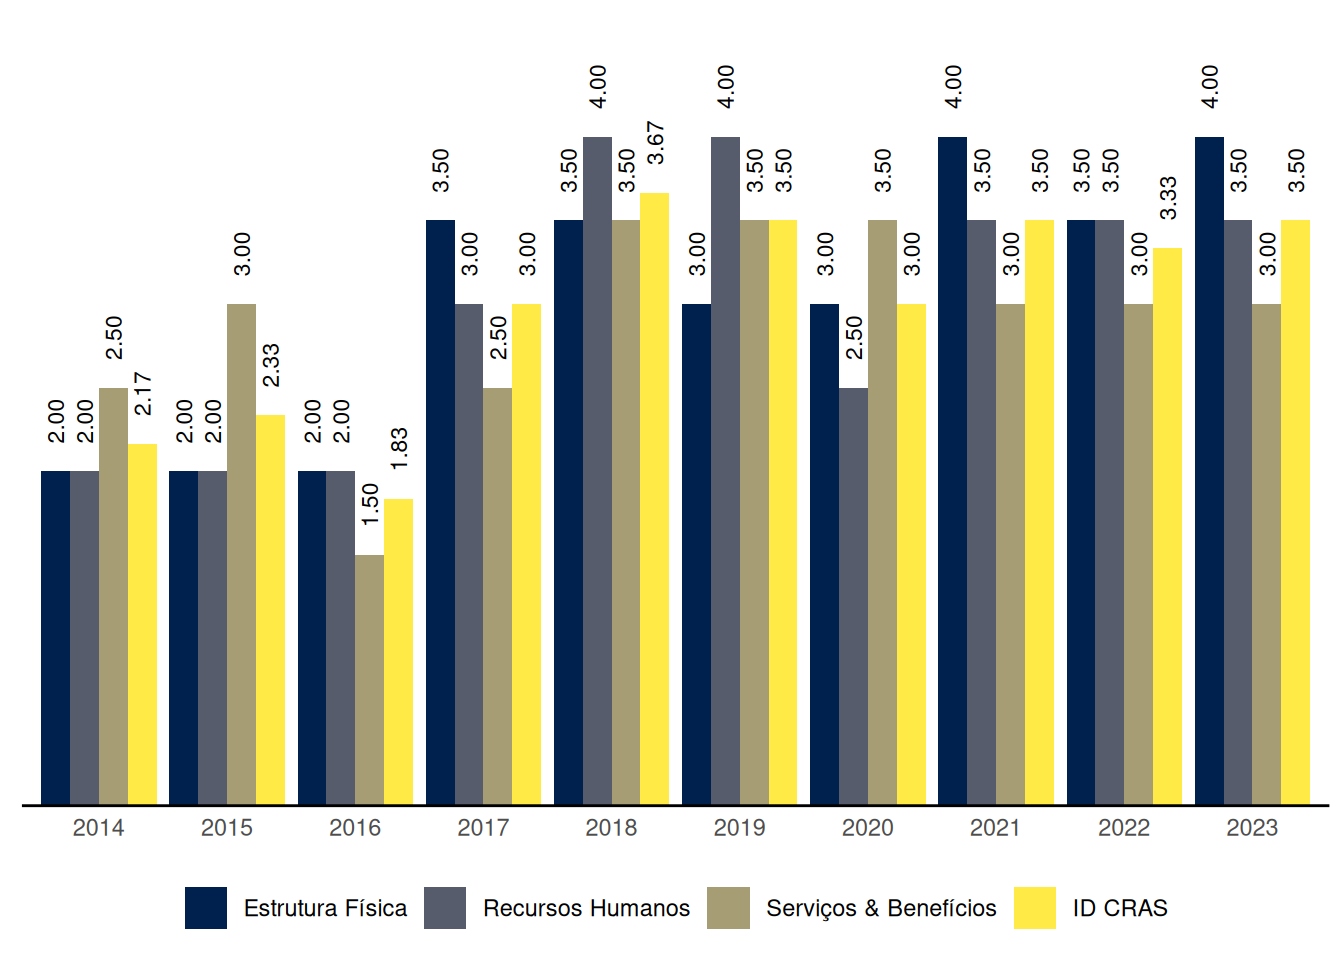 2.00 2.00 2.50 2.17
2.00 2.00 3.00 2.33
2.00 2.00 1.50 1.83
3.50 3.00 2.50 3.00
3.50 4.00 3.50 3.67
3.00 4.00 3.50 3.50
3.00 2.50 3.50 3.00
4.00 3.50 3.00 3.50
3.50 3.50 3.00 3.33
4.00 3.50 3.00 3.50
2014 2015 2016 2017 2018 2019 2020 2021 2022 2023
Estrutura Física Recursos Humanos Serviços & Benefícios ID CRAS